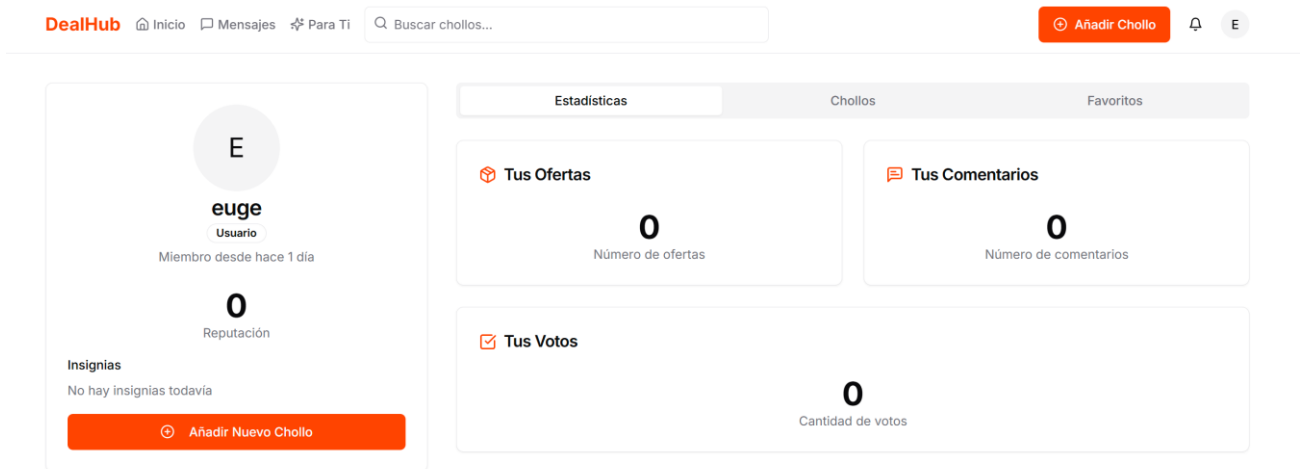 DealHub Inicio Mensajes Para Ti Buscar chollos... Añadir Chollo E
E
euge
Usuario
Miembro desde hace 1 día
0
Reputación
Insignias
No hay insignias todavía
Añadir Nuevo Chollo
Estadísticas Chollos Favoritos
Tus Ofertas
0
Número de ofertas
Tus Comentarios
0
Número de comentarios
Tus Votos
0
Cantidad de votos